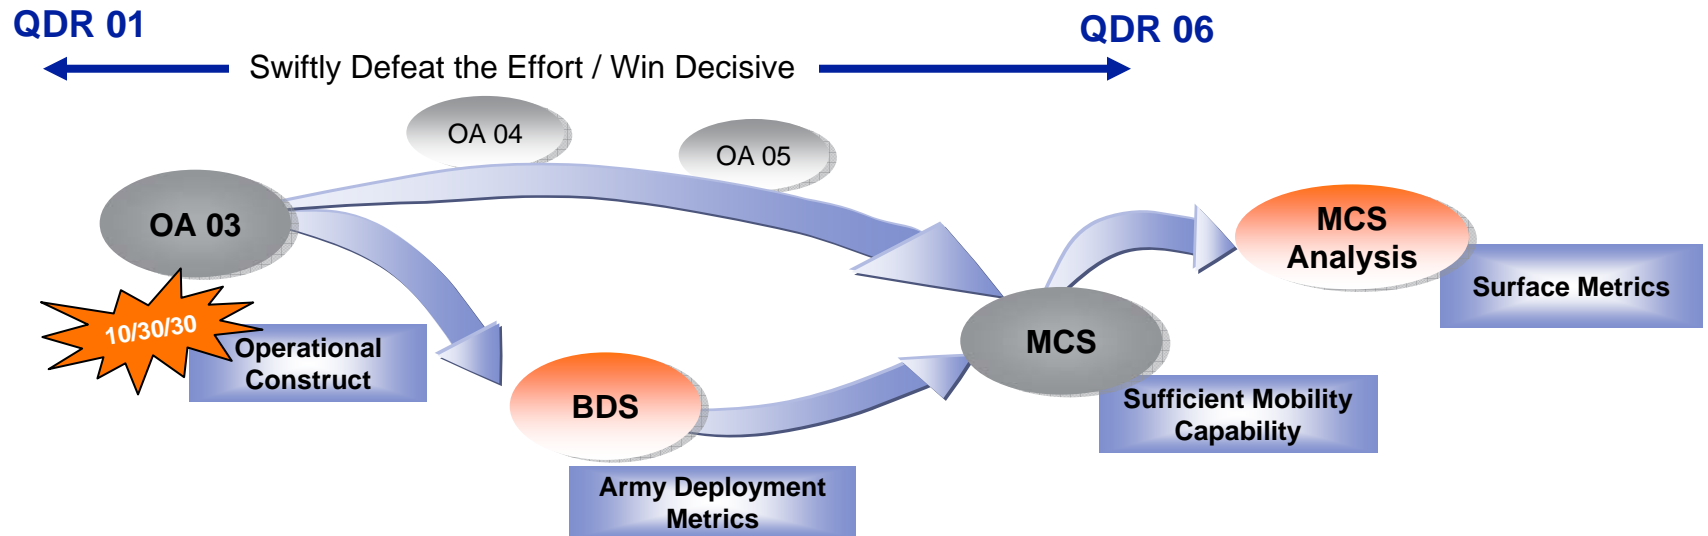 QDR 01
QDR 06
Swiftly Defeat the Effort / Win Decisive
OA 04
OA 05
OA 03
MCS
Analysis
Surface Metrics
10/30/30
Operational
Construct
MCS
BDS
Sufficient Mobility
Capability
Army Deployment
Metrics